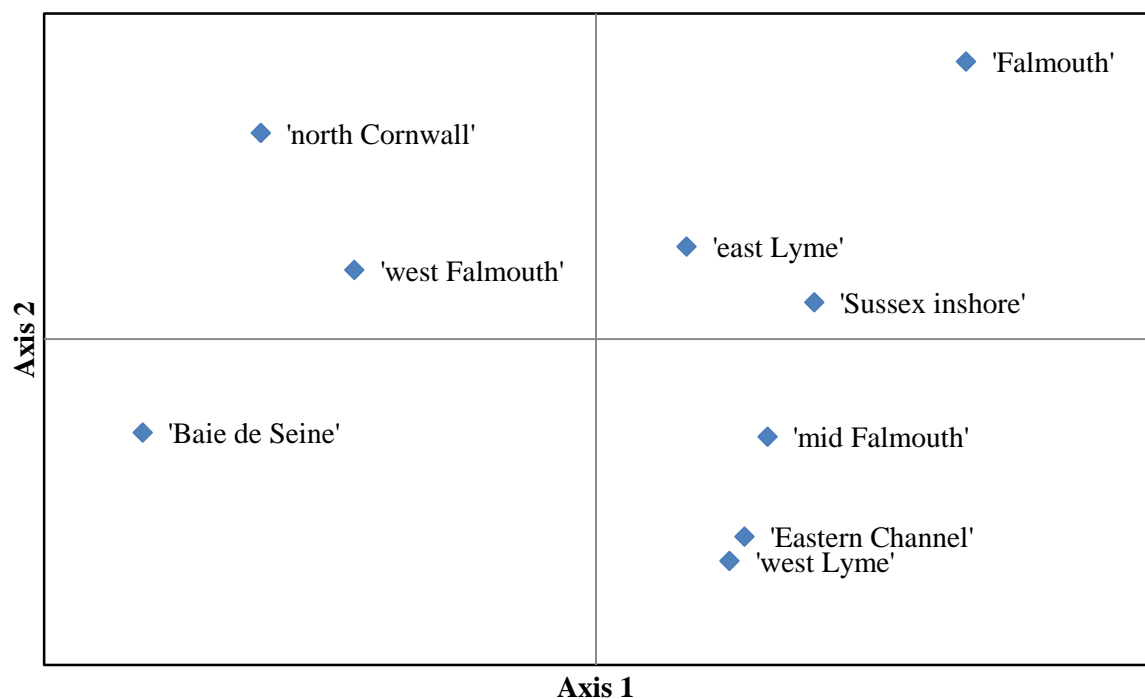 'Falmouth'
'north Cornwall'
'east Lyme'
'west Falmouth'
'Sussex inshore'
Axis 2
'Baie de Seine'
'mid Falmouth'
'Eastern Channel'
'west Lyme'
Axis 1